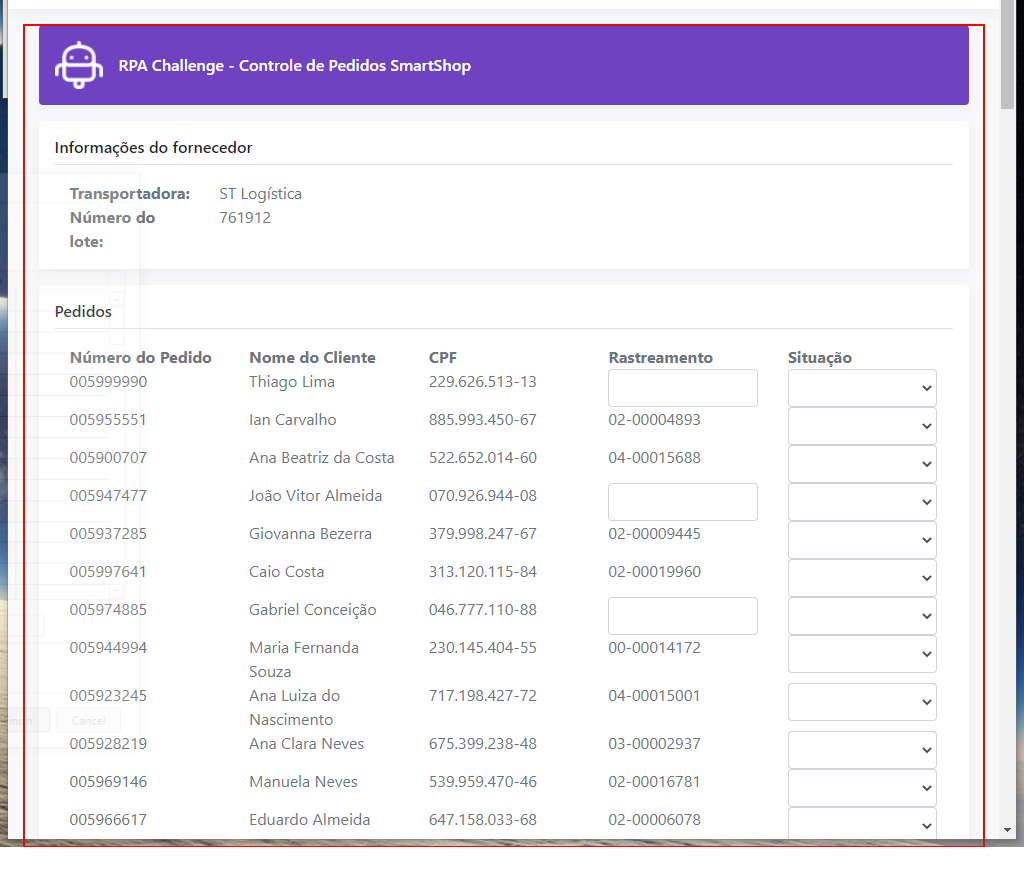 RPA Challenge - Controle de Pedidos SmartShop
Informações do fornecedor
Transportadora: ST Logística
Número do lote: 761912
Pedidos
Número do Pedido Nome do Cliente CPF Rastreamento Situação
005999990 Thiago Lima 229.626.513-13
005955551 Ian Carvalho 885.993.450-67 02-00004893
005900707 Ana Beatriz da Costa 522.652.014-60 04-00015688
005947477 João Vitor Almeida 070.926.944-08
005937285 Giovanna Bezerra 379.998.247-67 02-00009445
005997641 Caio Costa 313.120.115-84 02-00019960
005974885 Gabriel Conceição 046.777.110-88
005944994 Maria Fernanda Souza 230.145.404-55 00-00014172
005923245 Ana Luiza do Nascimento 717.198.427-72 04-00015001
Cancel
005928219 Ana Clara Neves 675.399.238-48 03-00002937
005969146 Manuela Neves 539.959.470-46 02-00016781
005966617 Eduardo Almeida 647.158.033-68 02-00006078